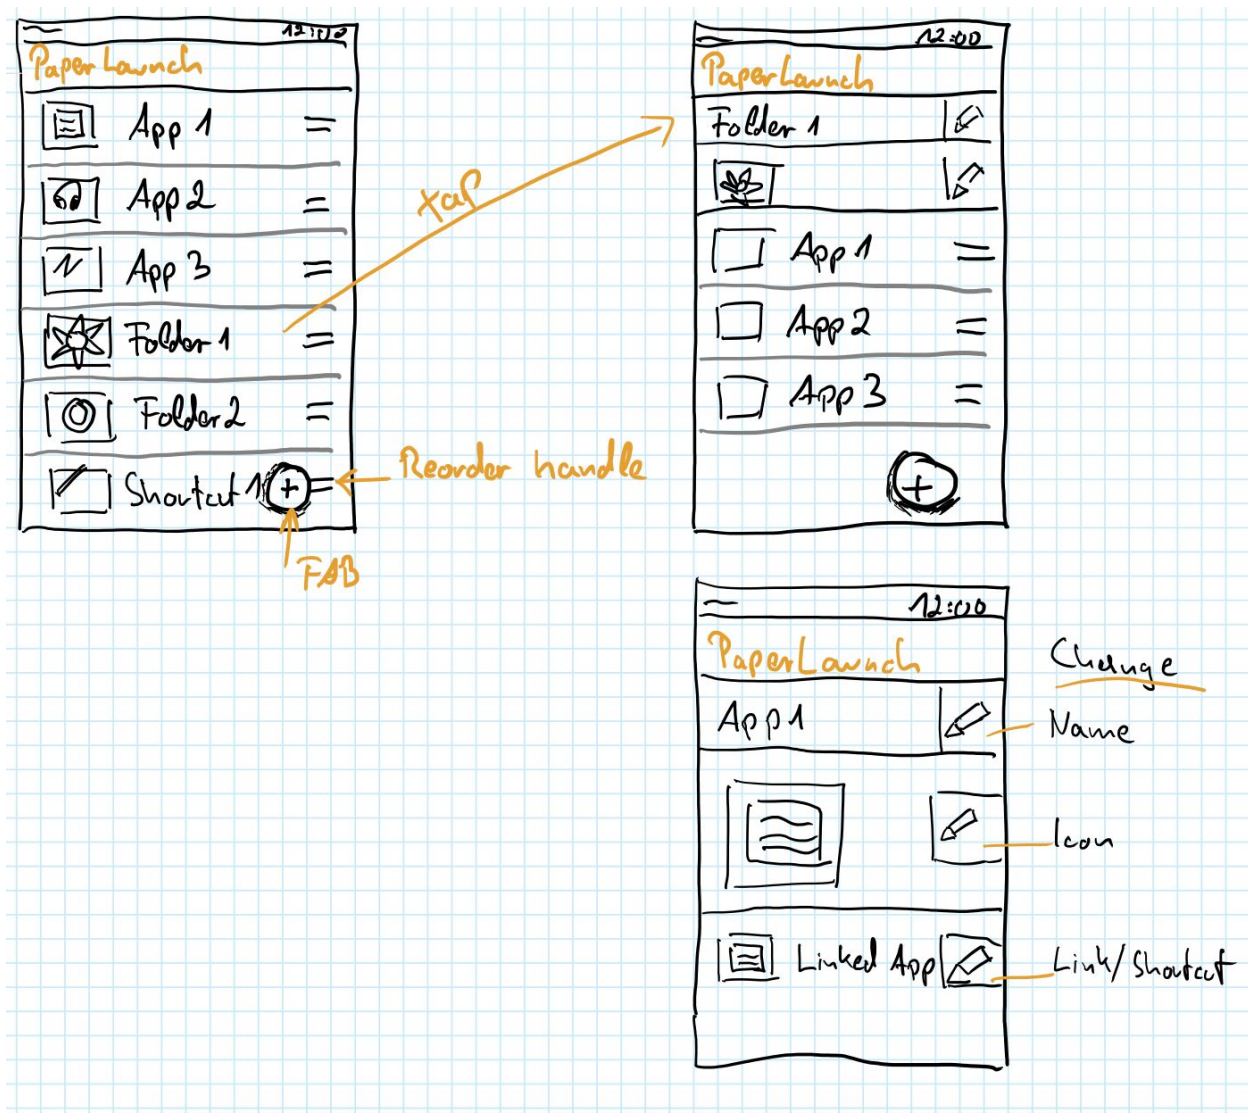 12:00
PaperLaunch
App 1
App 2
App 3
Folder 1
Folder 2
Shortcut 1
+
Reorder handle
FAB
tap
12:00
PaperLaunch
Folder 1
App 1
App 2
App 3
+
12:00
PaperLaunch
App 1
Linked App
Change
Name
Icon
Link/Shortcut